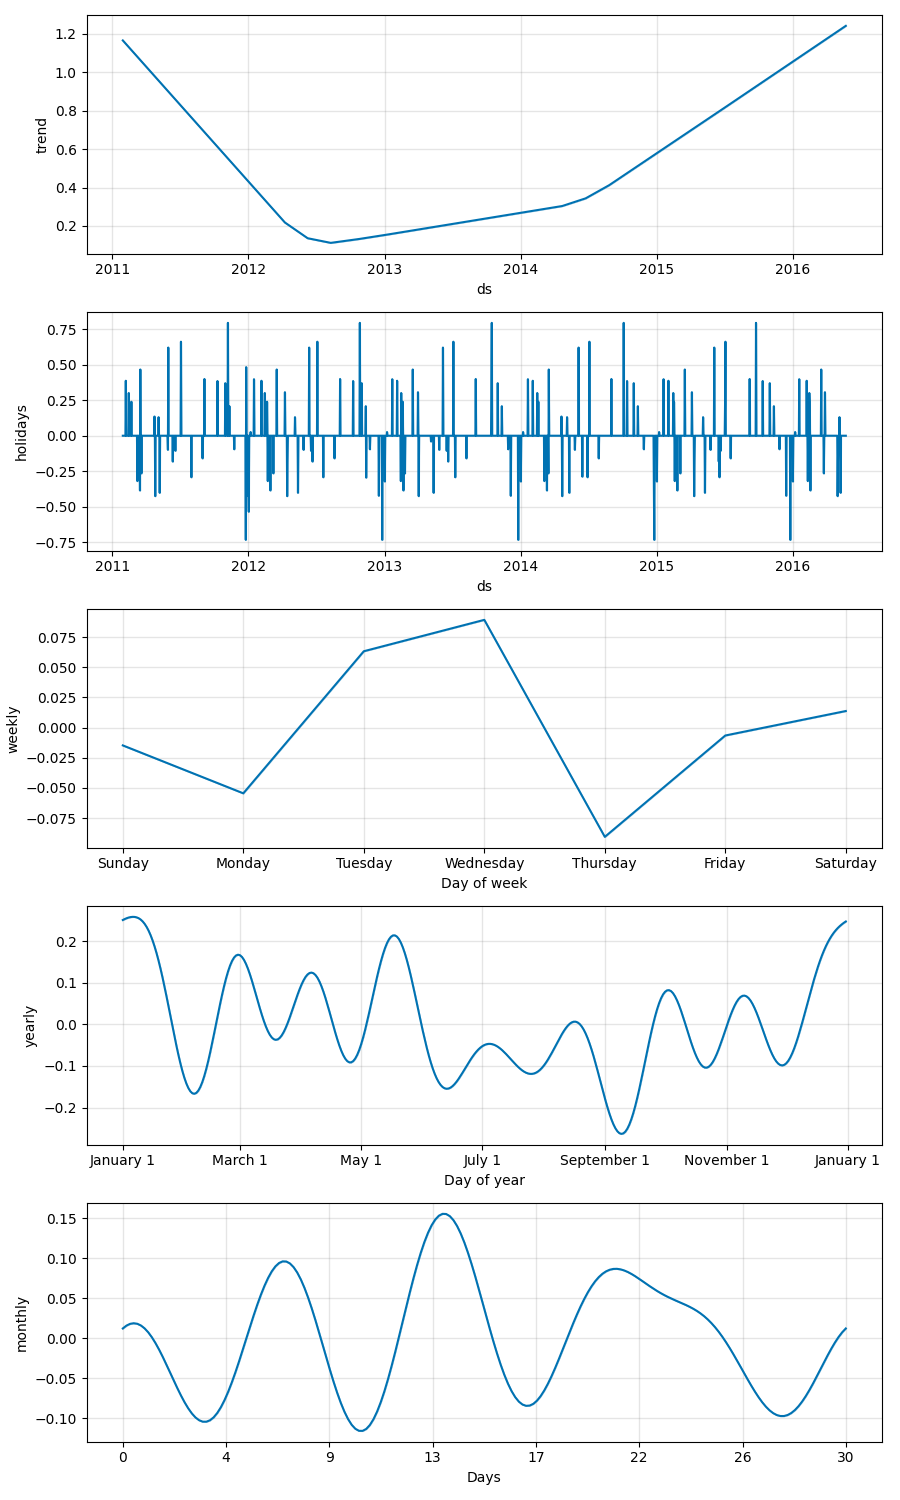 1.2
1.0
0.8
0.6
0.4
0.2
trend
2011 2012 2013 2014 2015 2016
ds
0.75
0.50
0.25
0.00
−0.25
−0.50
−0.75
holidays
2011 2012 2013 2014 2015 2016
ds
0.075
0.050
0.025
0.000
−0.025
−0.050
−0.075
weekly
Sunday Monday Tuesday Wednesday Thursday Friday Saturday
Day of week
0.2
0.1
0.0
−0.1
−0.2
yearly
January 1 March 1 May 1 July 1 September 1 November 1 January 1
Day of year
0.15
0.10
0.05
0.00
−0.05
−0.10
monthly
0 4 9 13 17 22 26 30
Days